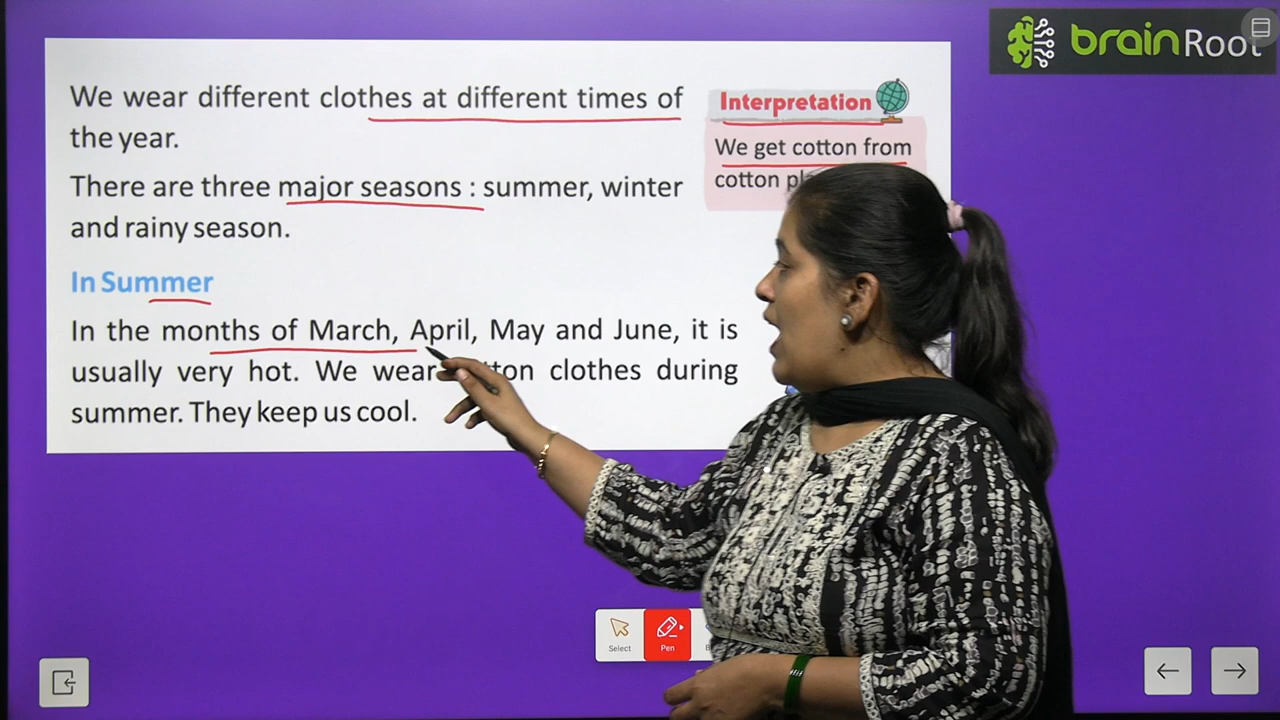 brainRoot
We wear different clothes at different times of
the year.
There are three major seasons : summer, winter
and rainy season.
Interpretation
We get cotton from
cotton
In Summer
In the months of March, April, May and June, it is
usually very hot. We wear clothes during
summer. They keep us cool.
Select
Pen